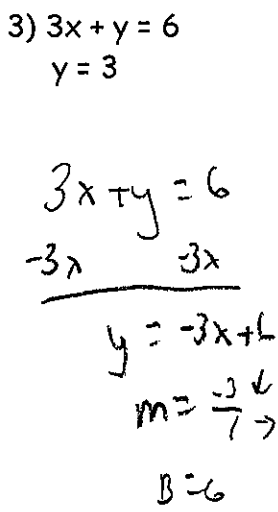 3) 3x + y = 6
y = 3
3x + y = 6
-3x -3x
y = -3x + 6
m = -3/1 ↓ →
B = 6